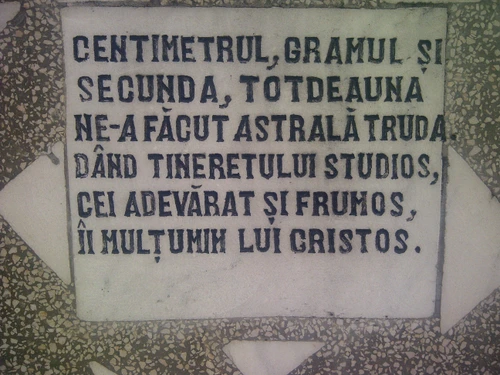 CENTIMETRUL, GRAMUL ȘI
SECUNDA, TOTDEAUNA
NE-A FĂCUT ASTRALĂ TRUDA.
DÂND TINERETULUI STUDIOS,
CEI ADEVĂRAT ȘI FRUMOS,
ÎI MULȚUMIM LUI CRISTOS.